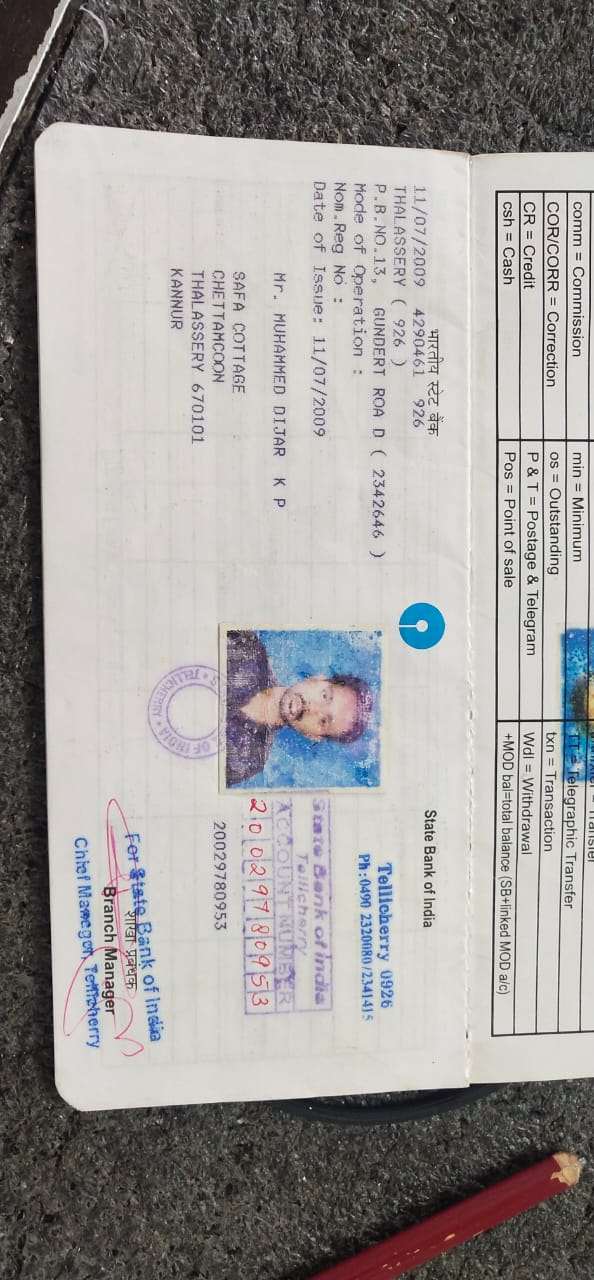 भारतीय स्टेट बैंक
State Bank of India
11/07/2009 4290461 926
THALASSERY ( 926 )
P.B.NO.13, GUNDERT ROA D ( 2342646 )
Mode of Operation :
Nom.Reg No :
Date of Issue: 11/07/2009
Tellicherry 0926
Ph:0490 2320080/2341415
Mr. MUHAMMED DIJAR K P
SAFA COTTAGE
CHETTAMCOON
THALASSERY 670101
KANNUR
State Bank of India
Tellicherry
ACCOUNT NUMBER
20029780953
20029780953
OF INDIA * TELLICHERRY *
For State Bank of India
शाखा प्रबंधक
Branch Manager
Chief Manager, Tellicherry
comm = Commission
min = Minimum
TT = Telegraphic Transfer
COR/CORR = Correction
os = Outstanding
txn = Transaction
CR = Credit
P & T = Postage & Telegram
Wdl = Withdrawal
csh = Cash
Pos = Point of sale
+MOD bal=total balance (SB+linked MOD a/c)